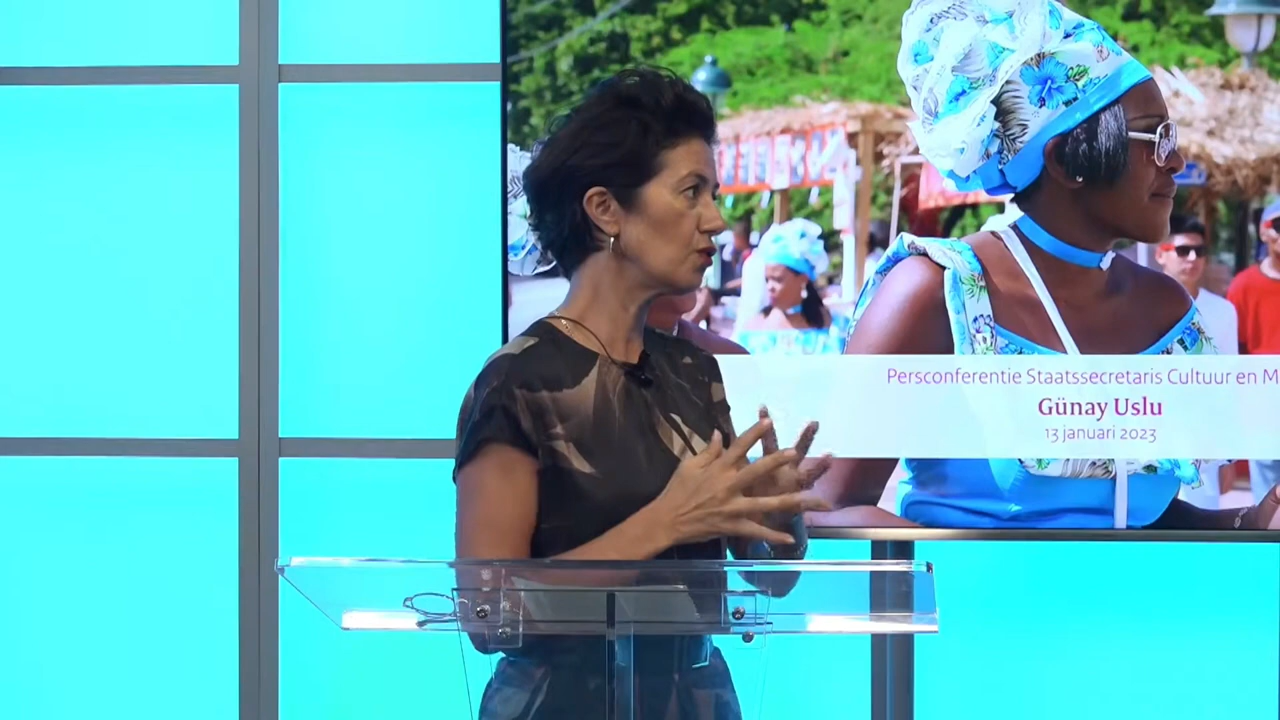 Persconferentie Staatssecretaris Cultuur en M
Günay Uslu
13 januari 2023